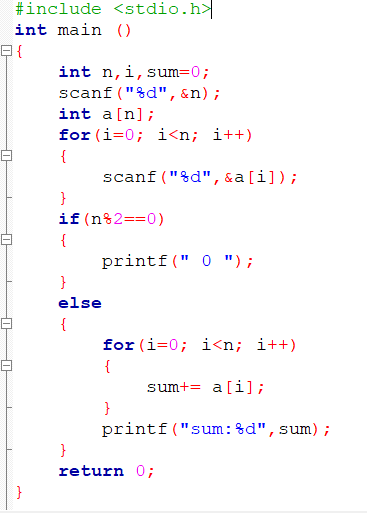 #include <stdio.h>
int main ()
{
    int n,i,sum=0;
    scanf("%d",&n);
    int a[n];
    for(i=0; i<n; i++)
    {
        scanf("%d",&a[i]);
    }
    if(n%2==0)
    {
        printf(" 0 ");
    }
    else
    {
        for(i=0; i<n; i++)
        {
            sum+= a[i];
        }
        printf("sum:%d",sum);
    }
    return 0;
}